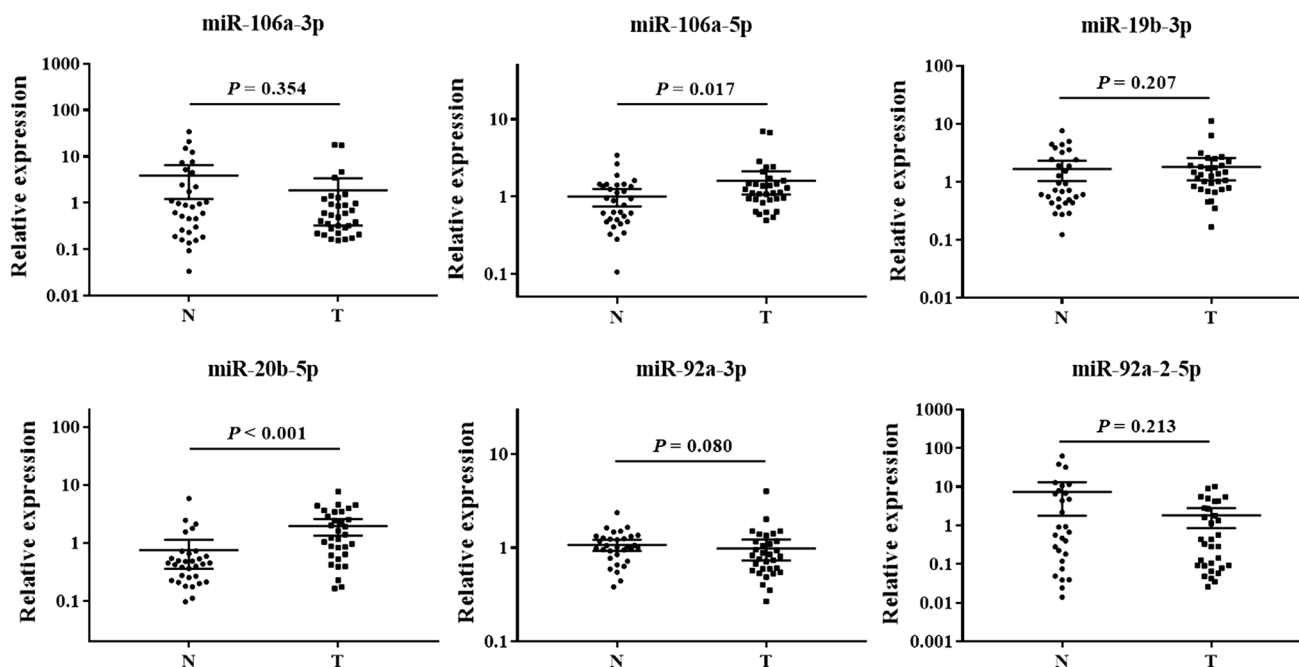 miR-106a-3p
Relative expression
1000
100
10
1
0.1
0.01
P = 0.354
N
T
miR-106a-5p
Relative expression
10
1
0.1
P = 0.017
N
T
miR-19b-3p
Relative expression
100
10
1
0.1
0.01
P = 0.207
N
T
miR-20b-5p
Relative expression
100
10
1
0.1
P < 0.001
N
T
miR-92a-3p
Relative expression
10
1
0.1
P = 0.080
N
T
miR-92a-2-5p
Relative expression
1000
100
10
1
0.1
0.01
0.001
P = 0.213
N
T